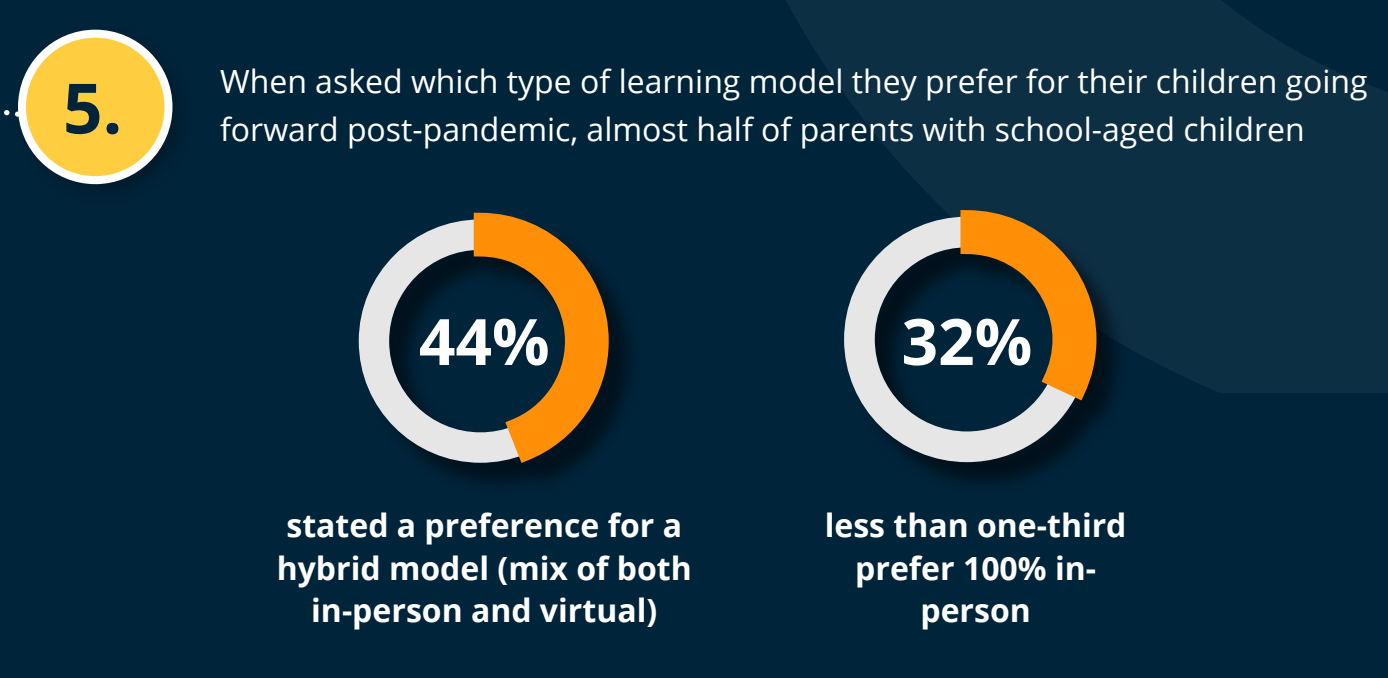 5.
When asked which type of learning model they prefer for their children going
forward post-pandemic, almost half of parents with school-aged children
44%
stated a preference for a
hybrid model (mix of both
in-person and virtual)
32%
less than one-third
prefer 100% in-
person